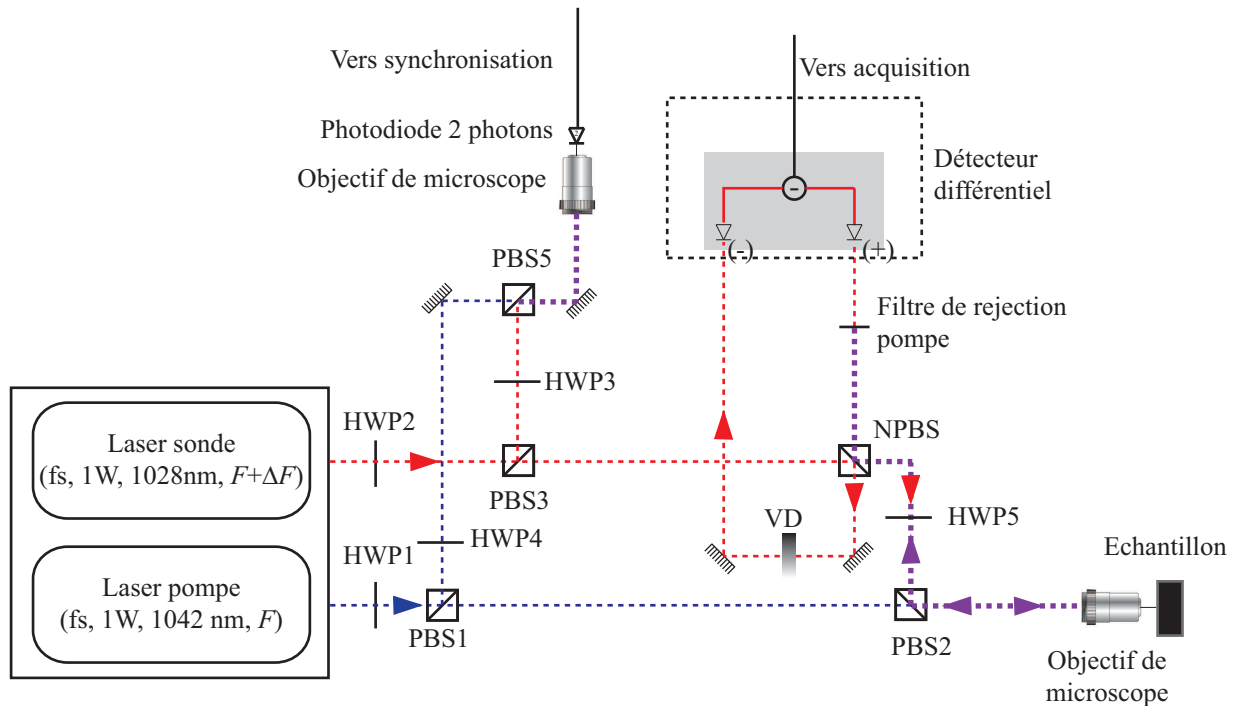 Vers synchronisation
Vers acquisition
Photodiode 2 photons
Objectif de microscope
Détecteur
différentiel
-
(-)
(+)
PBS5
Filtre de rejection
pompe
HWP3
HWP2
NPBS
Laser sonde
(fs, 1W, 1028nm, F+ΔF)
PBS3
VD
HWP5
HWP4
HWP1
Echantillon
Laser pompe
(fs, 1W, 1042 nm, F)
PBS1
PBS2
Objectif de
microscope